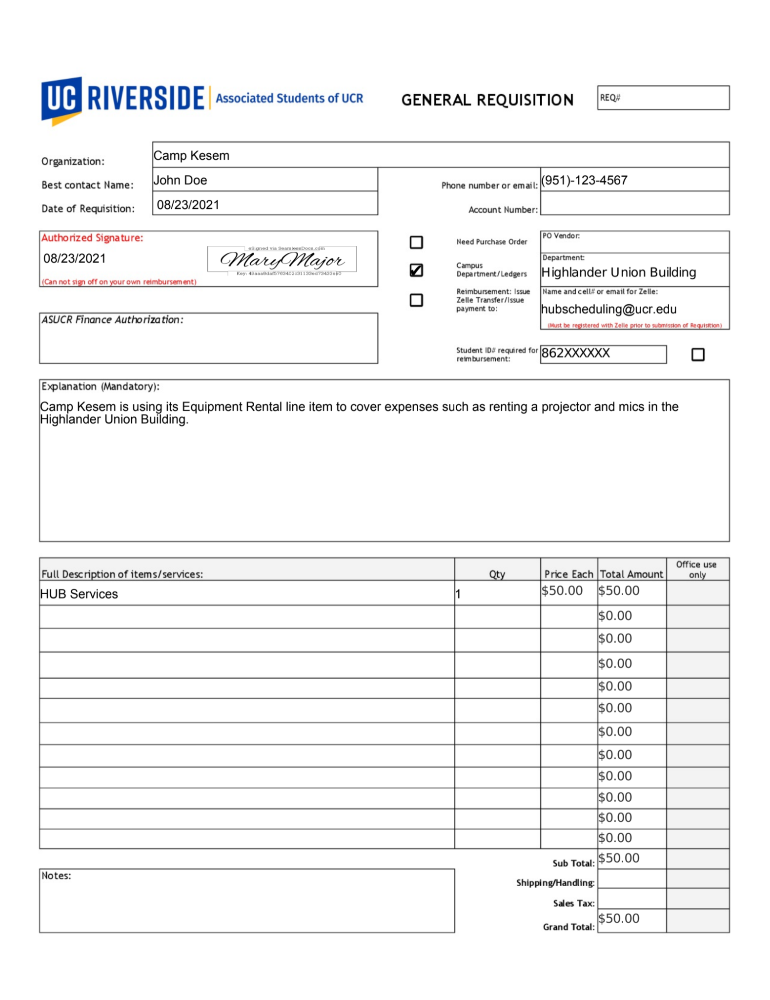 UC RIVERSIDE Associated Students of UCR GENERAL REQUISITION REQ#
Organization: Camp Kesem
Best contact Name: John Doe Phone number or email: (951)-123-4567
Date of Requisition: 08/23/2021 Account Number:
Authorized Signature:
08/23/2021
eSigned via SeamlessDocs.com
Mary Major
Key: 49aaa8daf5763402c31133ed73433ee0
(Can not sign off on your own reimbursement)
Need Purchase Order
PO Vendor:
Campus
Department/Ledgers
Department:
Highlander Union Building
Reimbursement: Issue
Zelle Transfer/Issue
payment to:
Name and cell# or email for Zelle:
hubscheduling@ucr.edu
(Must be registered with Zelle prior to submission of Requisition)
ASUCR Finance Authorization:
Student ID# required for
reimbursement:
862XXXXXX
Explanation (Mandatory):
Camp Kesem is using its Equipment Rental line item to cover expenses such as renting a projector and mics in the
Highlander Union Building.
Full Description of items/services: Qty Price Each Total Amount Office use
only
HUB Services 1 $50.00 $50.00
$0.00
$0.00
$0.00
$0.00
$0.00
$0.00
$0.00
$0.00
$0.00
$0.00
$0.00
Sub Total: $50.00
Notes:
Shipping/Handling:
Sales Tax:
Grand Total: $50.00